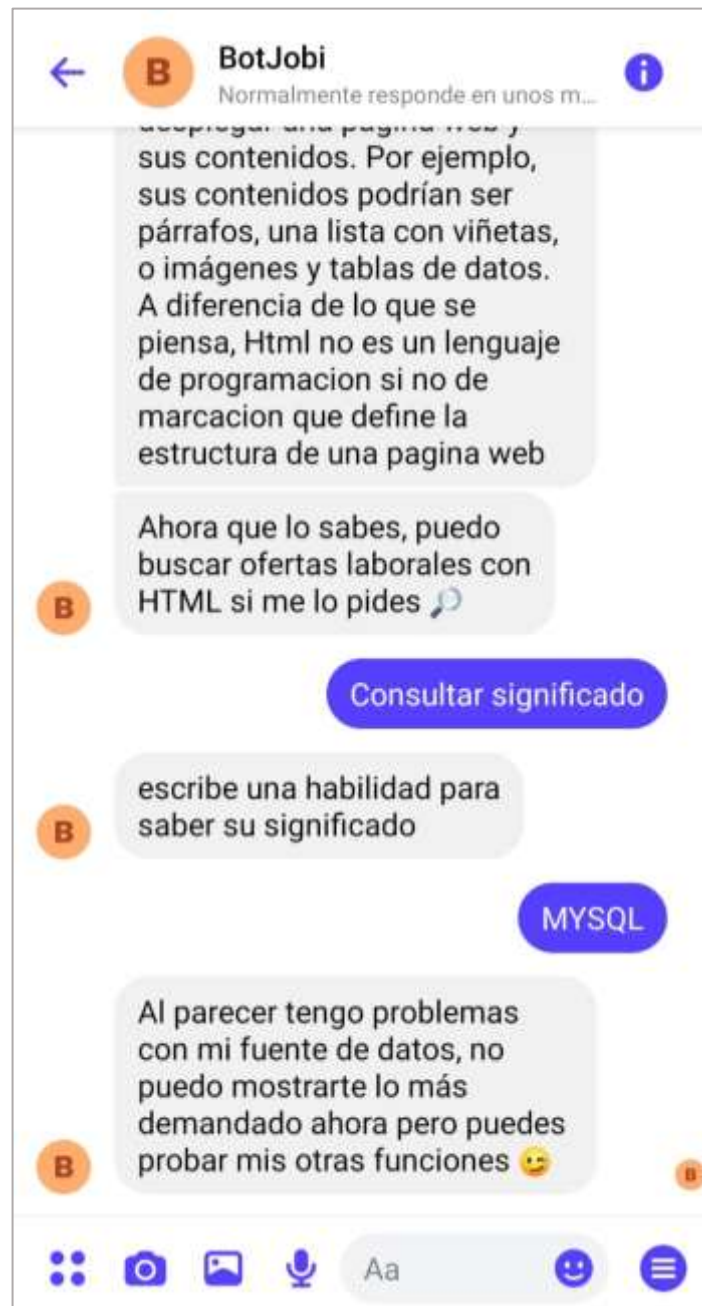 B
BotJobi
Normalmente responde en unos m...
desplegar una pagina web y
sus contenidos. Por ejemplo,
sus contenidos podrían ser
párrafos, una lista con viñetas,
o imágenes y tablas de datos.
A diferencia de lo que se
piensa, Html no es un lenguaje
de programacion si no de
marcacion que define la
estructura de una pagina web
Ahora que lo sabes, puedo
buscar ofertas laborales con
HTML si me lo pides 🔎
B
Consultar significado
escribe una habilidad para
saber su significado
B
MYSQL
Al parecer tengo problemas
con mi fuente de datos, no
puedo mostrarte lo más
demandado ahora pero puedes
probar mis otras funciones 😉
B
B
Aa